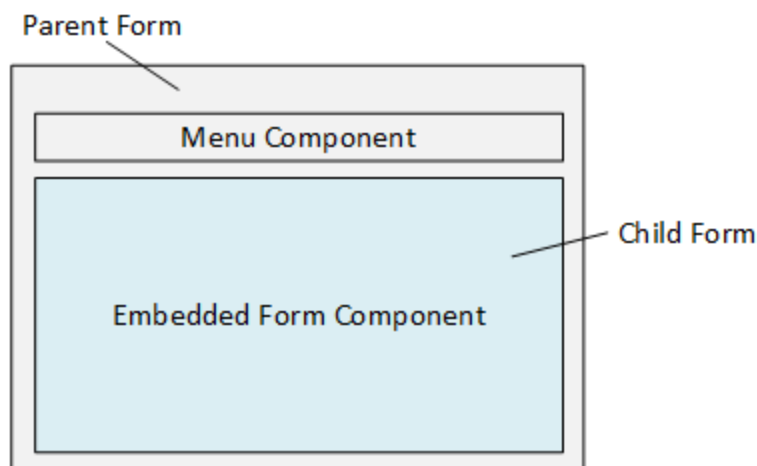 Parent Form
Menu Component
Child Form
Embedded Form Component